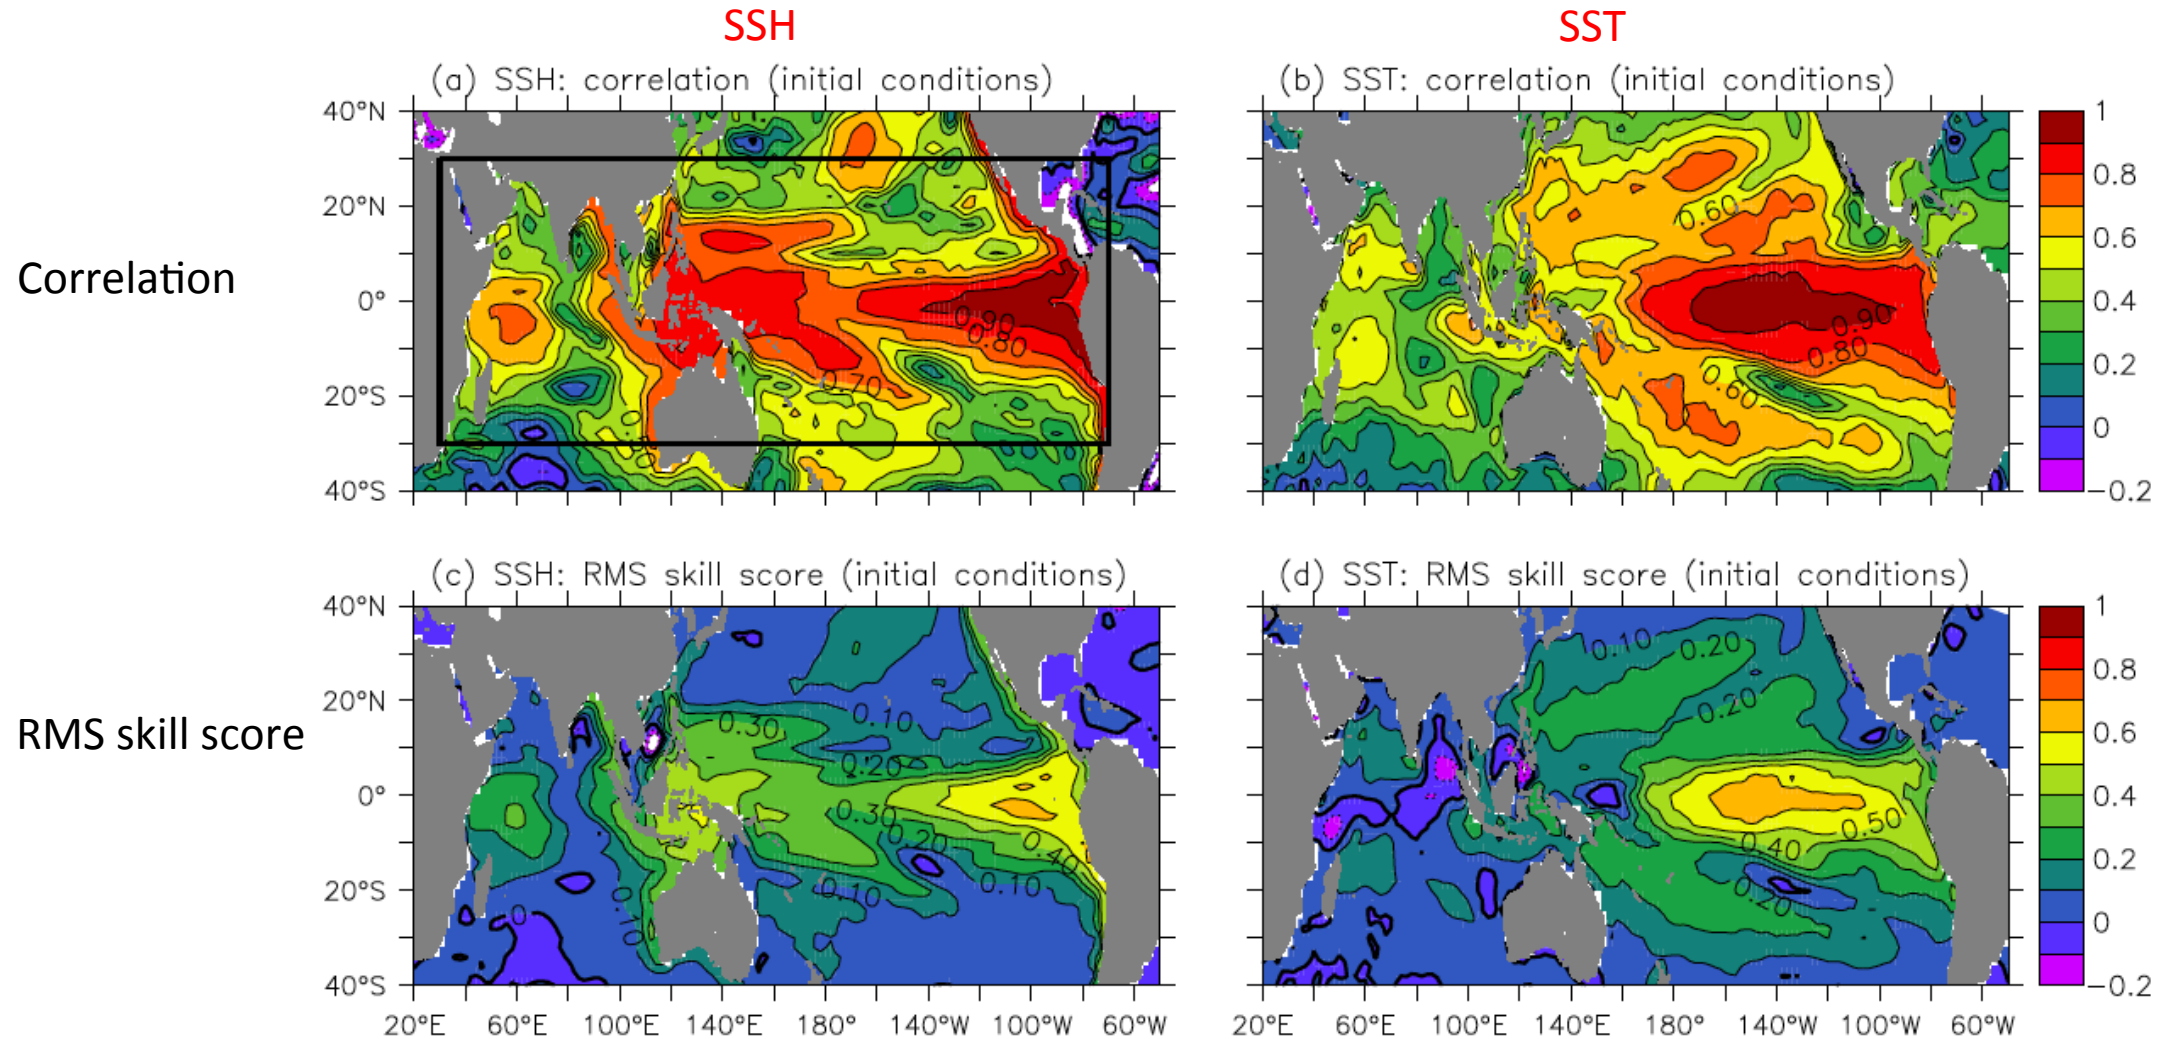 SSH SST
(a) SSH: correlation (initial conditions) (b) SST: correlation (initial conditions)
40°N 1
0.8
20°N 0.60
0.6
Correlation 0° 0.4
0.90 0.90
0.80 0.80
0.2
0.70 0.60
20°S
0
40°S −0.2
(c) SSH: RMS skill score (initial conditions) (d) SST: RMS skill score (initial conditions)
40°N 1
0.10 0.20
0.8
20°N 0.30 0.10 0.20
RMS skill score 0.6
0.20
0° 0.4
0.30 0.20 0.50
0.40 0.40
0.2
20°S 0.10 0.10 0.20
0 0.10 0
40°S −0.2
20°E 60°E 100°E 140°E 180° 140°W 100°W 60°W 20°E 60°E 100°E 140°E 180° 140°W 100°W 60°W